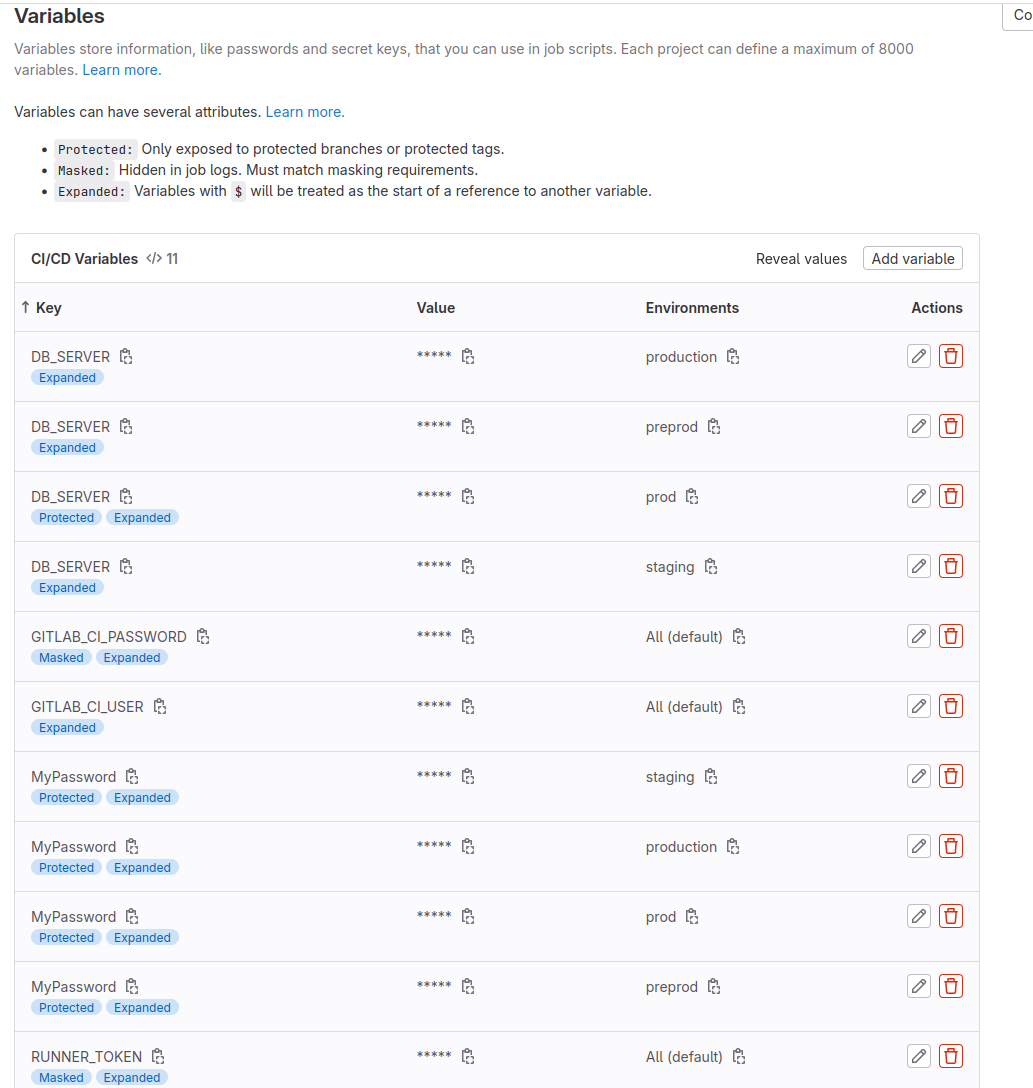 Variables
Co
Variables store information, like passwords and secret keys, that you can use in job scripts. Each project can define a maximum of 8000
variables. Learn more.
Variables can have several attributes. Learn more.
• Protected: Only exposed to protected branches or protected tags.
• Masked: Hidden in job logs. Must match masking requirements.
• Expanded: Variables with $ will be treated as the start of a reference to another variable.
CI/CD Variables </> 11 Reveal values Add variable
↑ Key Value Environments Actions
DB_SERVER ***** production
Expanded
DB_SERVER ***** preprod
Expanded
DB_SERVER ***** prod
Protected Expanded
DB_SERVER ***** staging
Expanded
GITLAB_CI_PASSWORD ***** All (default)
Masked Expanded
GITLAB_CI_USER ***** All (default)
Expanded
MyPassword ***** staging
Protected Expanded
MyPassword ***** production
Protected Expanded
MyPassword ***** prod
Protected Expanded
MyPassword ***** preprod
Protected Expanded
RUNNER_TOKEN ***** All (default)
Masked Expanded